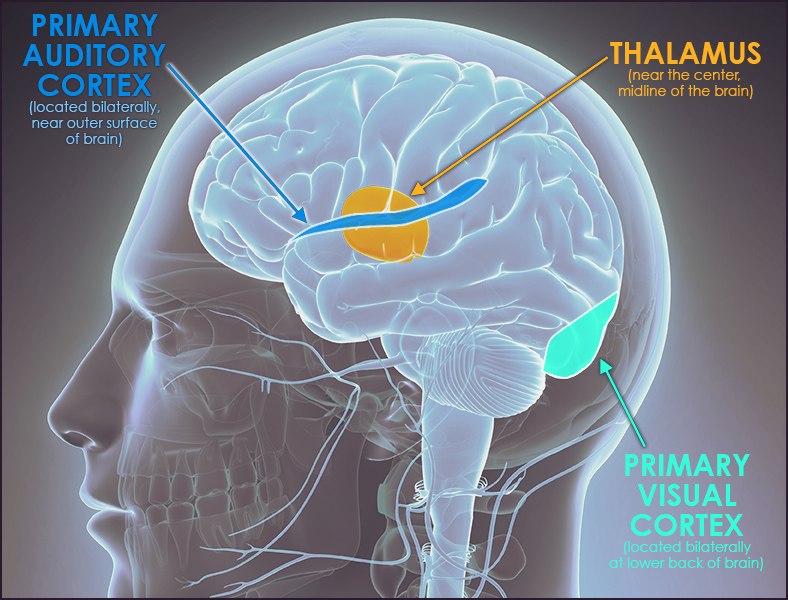 PRIMARY
AUDITORY
CORTEX
(located bilaterally,
near outer surface
of brain)
THALAMUS
(near the center,
midline of the brain)
PRIMARY
VISUAL
CORTEX
(located bilaterally
at lower back of brain)